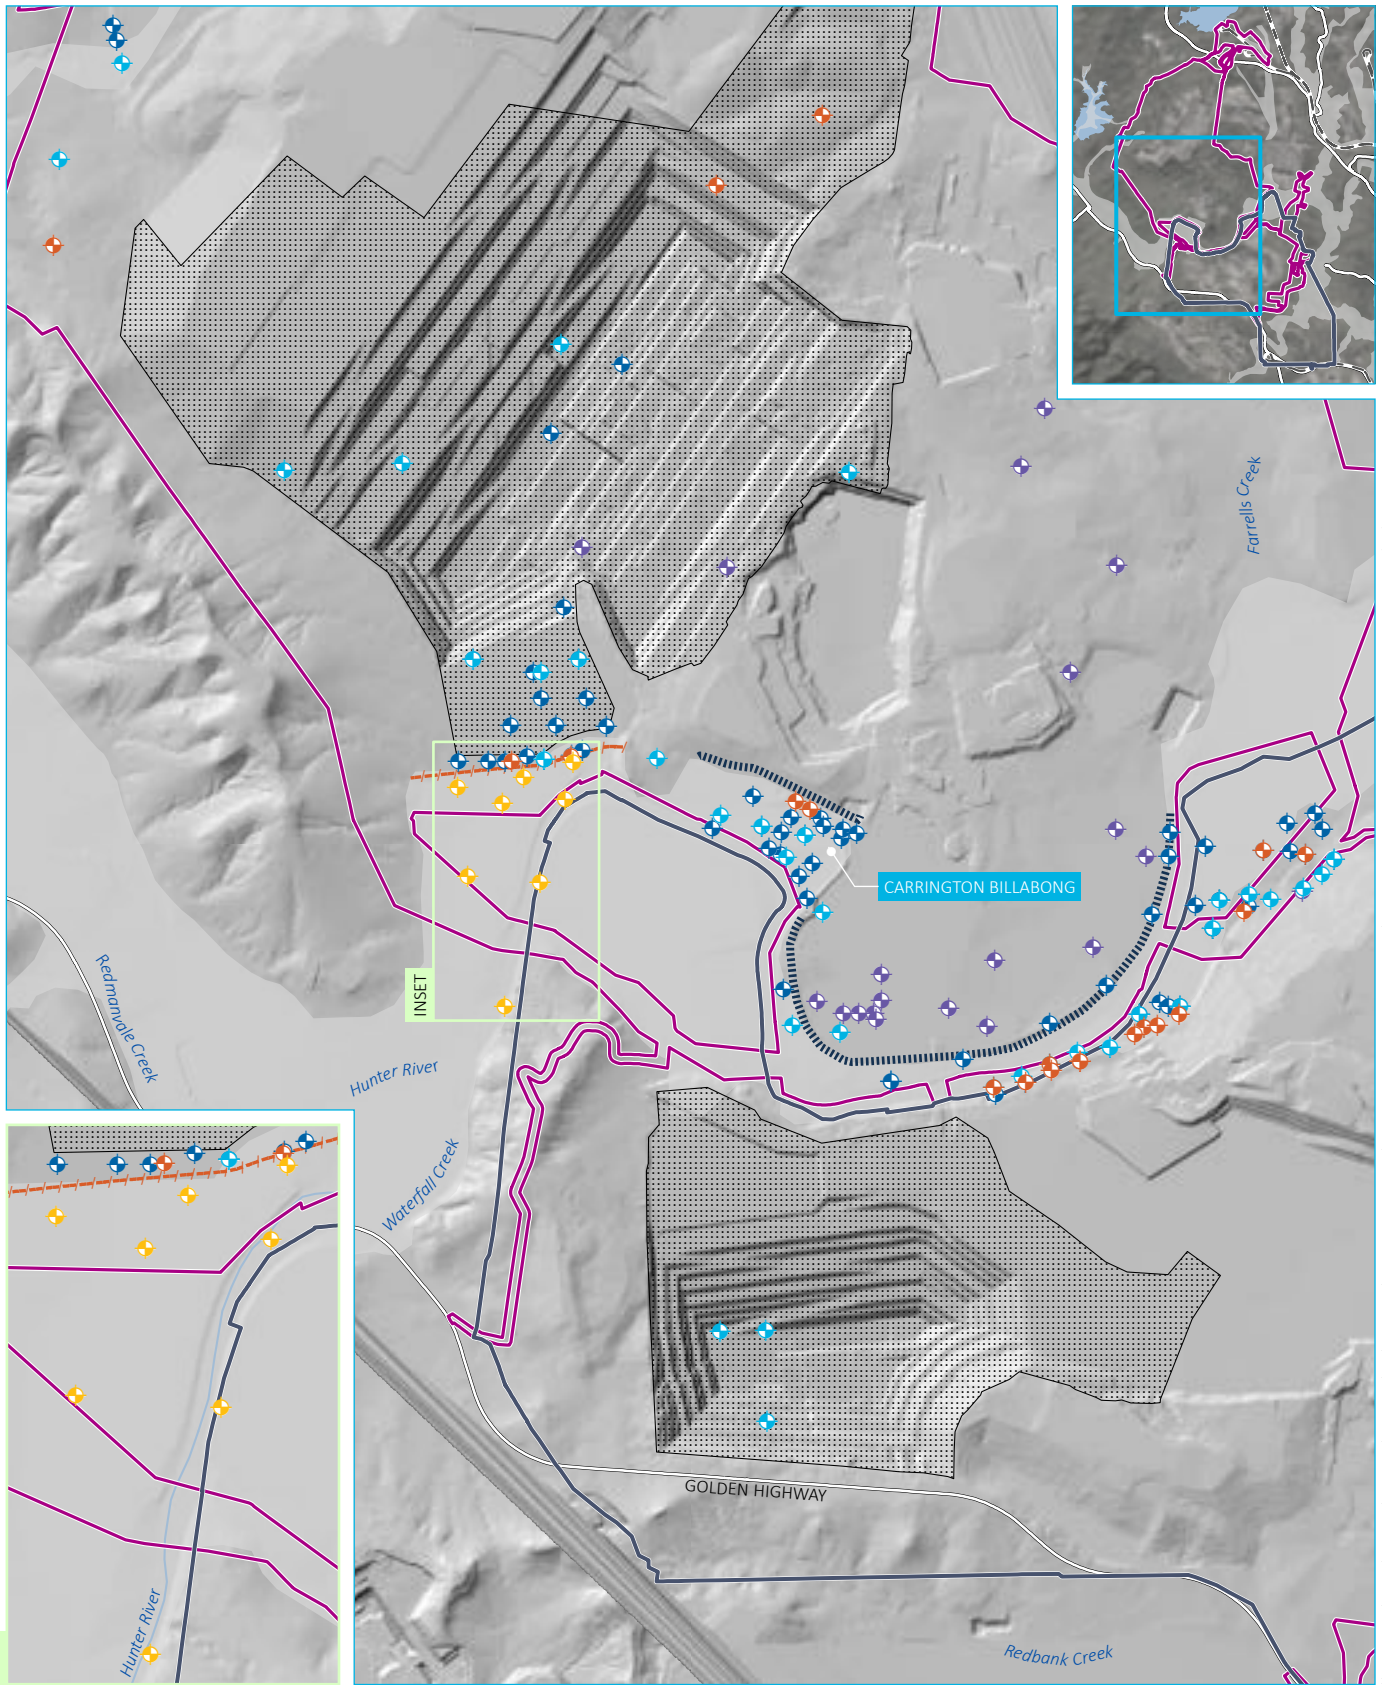 Farrells Creek
CARRINGTON BILLABONG
Redmanvale Creek
INSET
Hunter River
Waterfall Creek
GOLDEN HIGHWAY
Hunter River
Redbank Creek